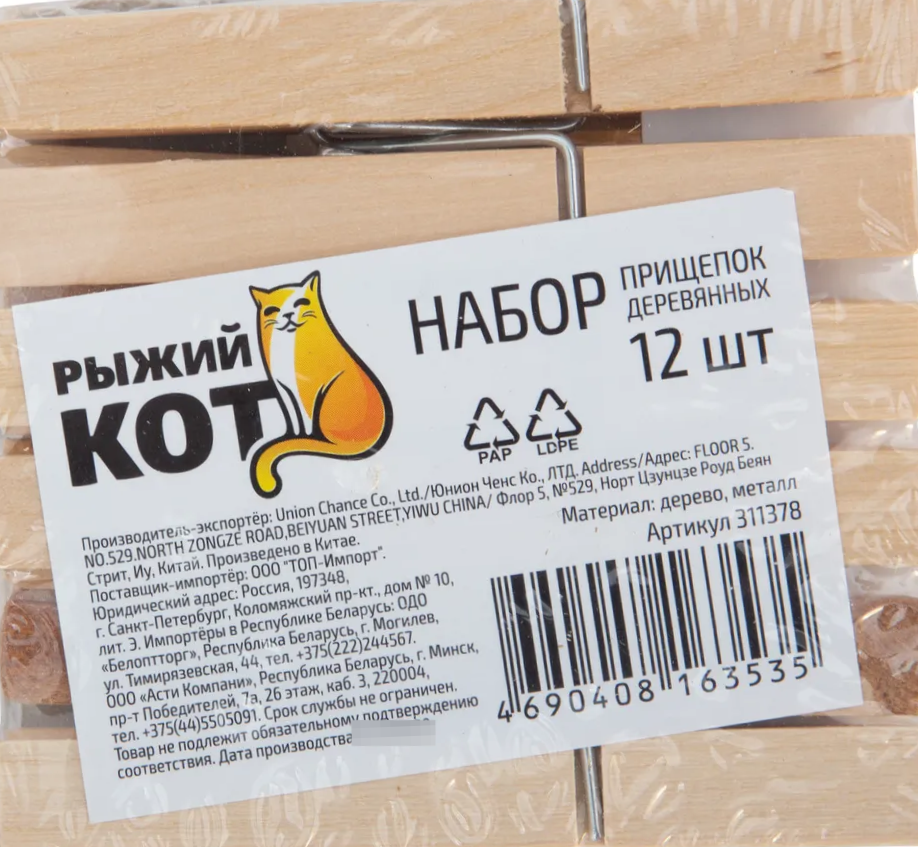 РЫЖИЙ
КОТ
НАБОР
ПРИЩЕПОК
ДЕРЕВЯННЫХ
12 шт
PAP
LDPE
Производитель-экспортёр: Union Chance Co., Ltd./Юнион Ченс Ко., ЛТД. Address/Адрес: FLOOR 5.
NO.529.NORTH ZONGZE ROAD,BEIYUAN STREET,YIWU CHINA/ Флор 5, №529, Норт Цзунцзе Роуд Беян
Стрит, Иу, Китай. Произведено в Китае.
Поставщик-импортёр: ООО "ТОП-Импорт".
Юридический адрес: Россия, 197348,
г. Санкт-Петербург, Коломяжский пр-кт., дом № 10,
лит. Э. Импортёры в Республике Беларусь: ОДО
«Белоптторг», Республика Беларусь, г. Могилев,
ул. Тимирязевская, 44, тел. +375(222)244567.
ООО «Асти Компани», Республика Беларусь, г. Минск,
пр-т Победителей, 7а, 26 этаж, каб. 3, 220004,
тел. +375(44)5505091. Срок службы не ограничен.
Товар не подлежит обязательному подтверждению
соответствия. Дата производства
Материал: дерево, металл
Артикул 311378
4 690408 163535